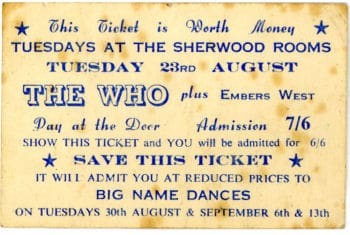 This Ticket is Worth Money
TUESDAYS AT THE SHERWOOD ROOMS
TUESDAY 23RD AUGUST
THE WHO plus EMBERS WEST
Pay at the Door Admission 7/6
SHOW THIS TICKET and YOU will be admitted for 6/6
SAVE THIS TICKET
IT WILL ADMIT YOU AT REDUCED PRICES TO
BIG NAME DANCES
ON TUESDAYS 30th AUGUST & SEPTEMBER 6th & 13th